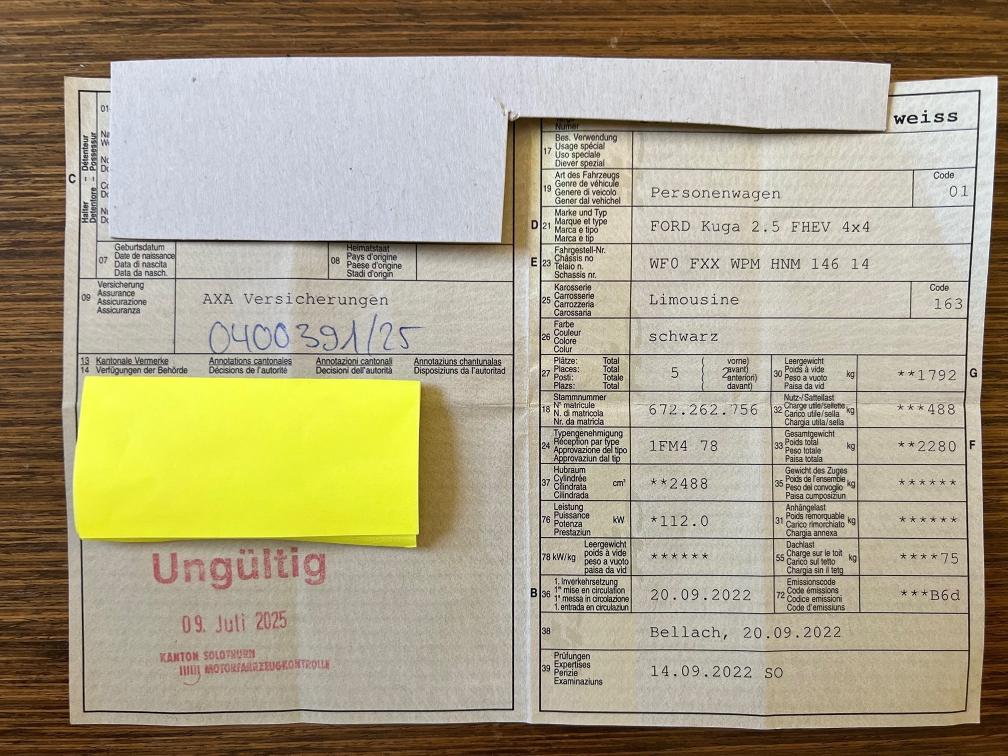 weiss
C
Halter – Détenteur
Detentore – Possessur
01
07
Geburtsdatum
Date de naissance
Data di nascita
Data da nasch.
08
Heimatstaat
Pays d'origine
Paese d'origine
Stadi d'origin
09
Versicherung
Assurance
Assicurazione
Assicuranza
AXA Versicherungen
0400391/25
13 Kantonale Vermerke Annotations cantonales Annotazioni cantonali Annotaziuns chantunalas
14 Verfügungen der Behörde Décisions de l'autorité Decisioni dell'autorità Disposiziuns da l'autoritad
Ungültig
09. Juli 2025
KANTON SOLOTHURN
MOTORFAHRZEUGKONTROLLE
17
Bes. Verwendung
Usage spécial
Uso speciale
Diever spezial
19
Art des Fahrzeugs
Genre de véhicule
Genere di veicolo
Gener dal vehichel
Personenwagen
Code
01
D 21
Marke und Typ
Marque et type
Marca e tipo
Marca e tip
FORD Kuga 2.5 FHEV 4x4
E 23
Fahrgestell-Nr.
Châssis no
Telaio n.
Schassis nr.
WF0 FXX WPM HNM 146 14
25
Karosserie
Carrosserie
Carrozzeria
Carossaria
Limousine
Code
163
26
Farbe
Couleur
Colore
Colur
schwarz
27
Plätze: Total
Places: Total
Posti: Totale
Plazs: Total
5
( 2
vorne)
avant)
anteriori)
davant)
30
Leergewicht
Poids à vide
Peso a vuoto
Paisa da vid
kg
**1792
G
18
Stammnummer
N° matricule
N. di matricola
Nr. da matricla
672.262.756
32
Nutz-/Sattellast
Charge utile/sellette
Carico utile/sella
Chargia utila/sella
kg
***488
24
Typengenehmigung
Réception par type
Approvazione del tipo
Approvaziun dal tip
1FM4 78
33
Gesamtgewicht
Poids total
Peso totale
Paisa totala
kg
**2280
F
37
Hubraum
Cylindrée
Cilindrata
Cilindrada
cm³
**2488
35
Gewicht des Zuges
Poids de l'ensemble
Peso del convoglio
Paisa cumposiziun
kg
******
76
Leistung
Puissance
Potenza
Prestaziun
kW
*112.0
31
Anhängelast
Poids remorquable
Carico rimorchiato
Chargia annexa
kg
******
78 kW/kg
Leergewicht
poids à vide
peso a vuoto
paisa da vid
******
55
Dachlast
Charge sur le toit
Carico sul tetto
Chargia sin il tetg
kg
****75
B 36
1. Inverkehrsetzung
1re mise en circulation
1a messa in circolazione
1. entrada en circulaziun
20.09.2022
72
Emissionscode
Code émissions
Codice emissioni
Code d'emissiuns
***B6d
38
Bellach, 20.09.2022
39
Prüfungen
Expertises
Perizie
Examinaziuns
14.09.2022 SO